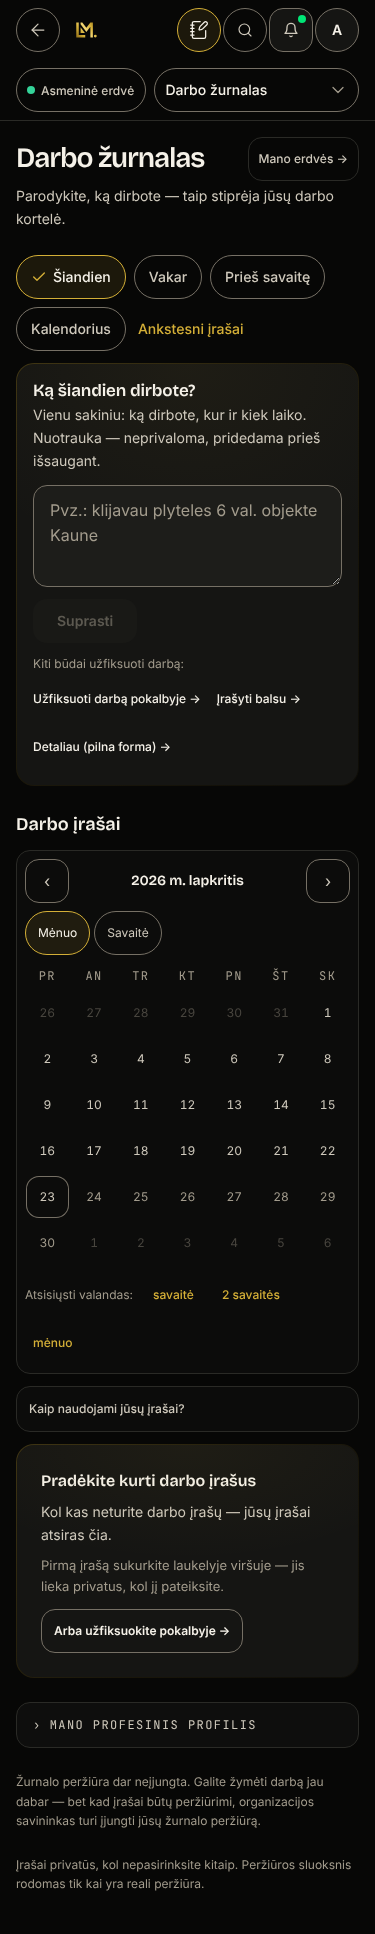 LM.
A
Asmeninė erdvė
Darbo žurnalas
Darbo žurnalas
Mano erdvės →
Parodykite, ką dirbote — taip stiprėja jūsų darbo
kortelė.
Šiandien
Vakar
Prieš savaitę
Kalendorius
Ankstesni įrašai
Ką šiandien dirbote?
Vienu sakiniu: ką dirbote, kur ir kiek laiko.
Nuotrauka — neprivaloma, pridedama prieš
išsaugant.
Pvz.: klijavau plyteles 6 val. objekte
Kaune
Suprasti
Kiti būdai užfiksuoti darbą:
Užfiksuoti darbą pokalbyje →
Įrašyti balsu →
Detaliau (pilna forma) →
Darbo įrašai
‹
2026 m. lapkritis
›
Mėnuo
Savaitė
PR AN TR KT PN ŠT SK
26 27 28 29 30 31 1
2 3 4 5 6 7 8
9 10 11 12 13 14 15
16 17 18 19 20 21 22
23 24 25 26 27 28 29
30 1 2 3 4 5 6
Atsisiųsti valandas: savaitė 2 savaitės
mėnuo
Kaip naudojami jūsų įrašai?
Pradėkite kurti darbo įrašus
Kol kas neturite darbo įrašų — jūsų įrašai
atsiras čia.
Pirmą įrašą sukurkite laukelyje viršuje — jis
lieka privatus, kol jį pateiksite.
Arba užfiksuokite pokalbyje →
› MANO PROFESINIS PROFILIS
Žurnalo peržiūra dar neįjungta. Galite žymėti darbą jau
dabar — bet kad įrašai būtų peržiūrimi, organizacijos
savininkas turi įjungti jūsų žurnalo peržiūrą.
Įrašai privatūs, kol nepasirinksite kitaip. Peržiūros sluoksnis
rodomas tik kai yra reali peržiūra.